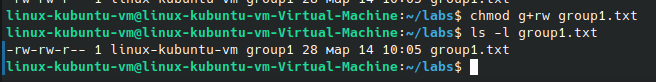 linux-kubuntu-vm@linux-kubuntu-vm-Virtual-Machine:~/labs$ chmod g+rw group1.txt
linux-kubuntu-vm@linux-kubuntu-vm-Virtual-Machine:~/labs$ ls -l group1.txt
-rw-rw-r-- 1 linux-kubuntu-vm group1 28 мар 14 10:05 group1.txt
linux-kubuntu-vm@linux-kubuntu-vm-Virtual-Machine:~/labs$